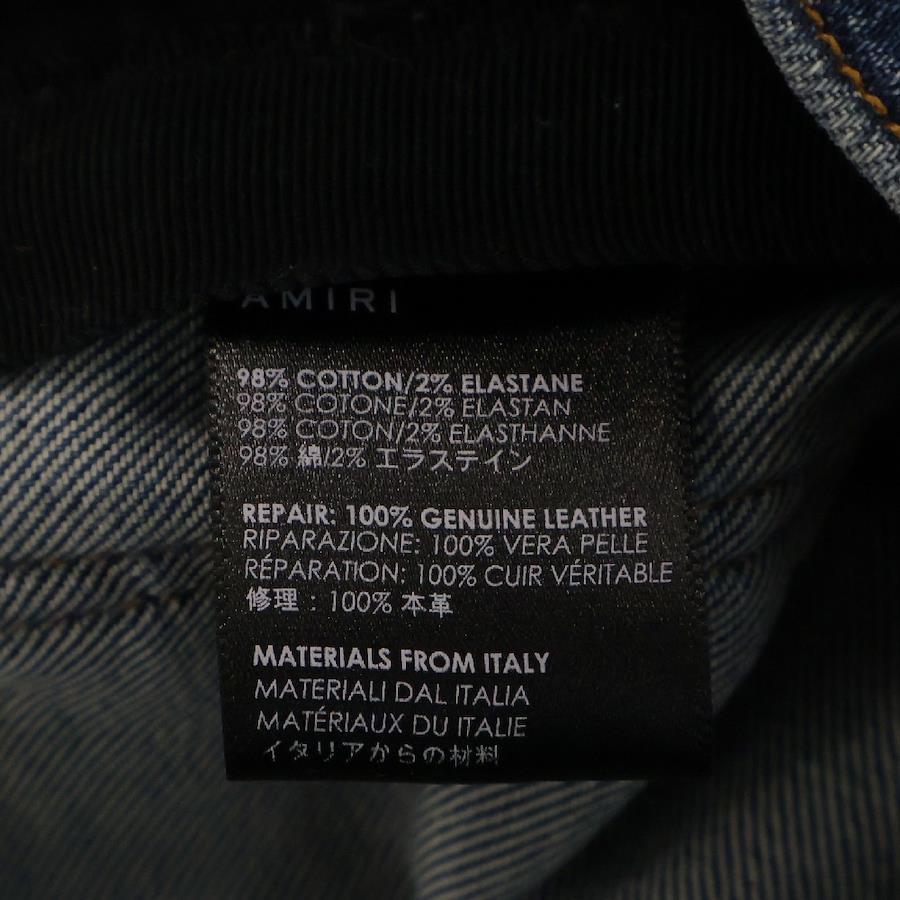 AMIRI
98% COTTON/2% ELASTANE
98% COTONE/2% ELASTAN
98% COTON/2% ELASTHANNE
98% 綿/2% エラステイン
REPAIR: 100% GENUINE LEATHER
RIPARAZIONE: 100% VERA PELLE
RÉPARATION: 100% CUIR VÉRITABLE
修理：100% 本革
MATERIALS FROM ITALY
MATERIALI DAL ITALIA
MATÉRIAUX DU ITALIE
イタリアからの材料